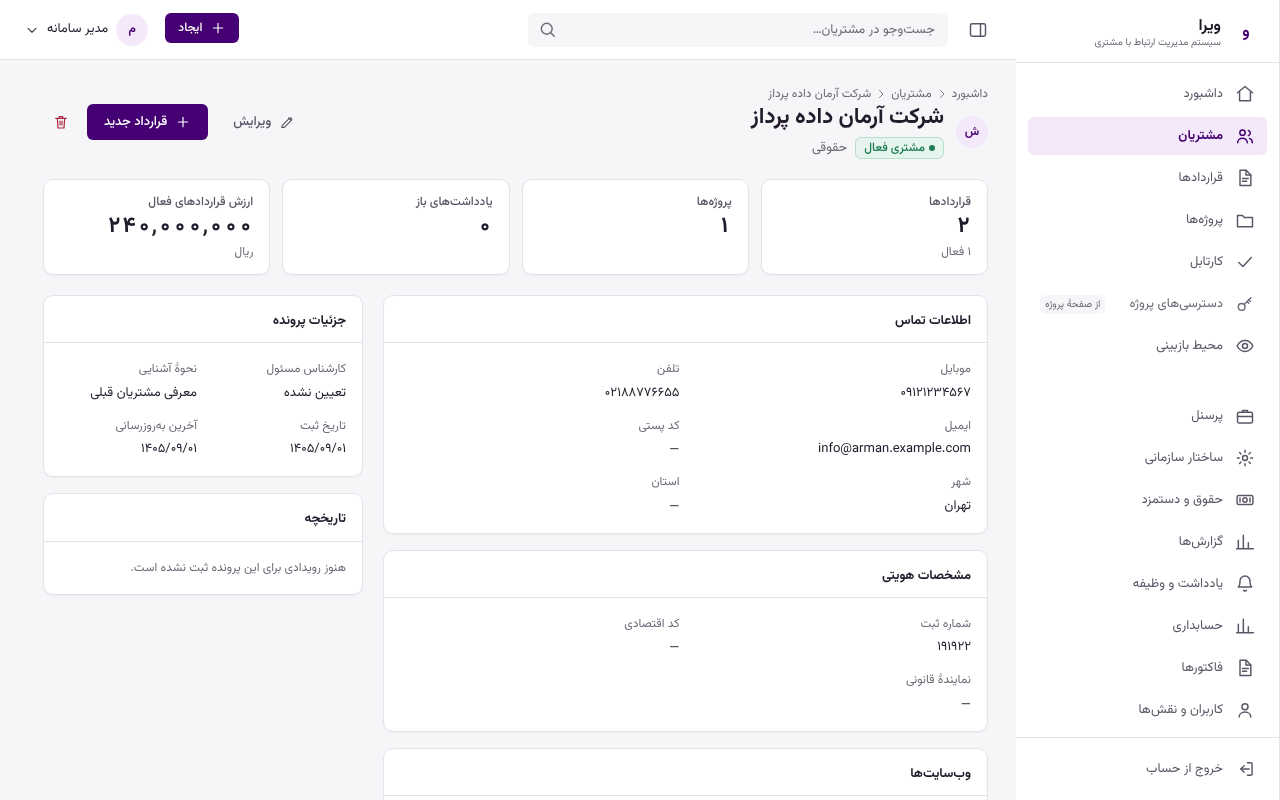 و
ویرا
سیستم مدیریت ارتباط با مشتری
داشبورد
مشتریان
قراردادها
پروژه‌ها
کارتابل
دسترسی‌های پروژه
از صفحهٔ پروژه
محیط بازبینی
پرسنل
ساختار سازمانی
حقوق و دستمزد
گزارش‌ها
یادداشت و وظیفه
حسابداری
فاکتورها
کاربران و نقش‌ها
خروج از حساب
جست‌وجو در مشتریان...
ایجاد
م
مدیر سامانه
داشبورد
مشتریان
شرکت آرمان داده پرداز
ش
شرکت آرمان داده پرداز
مشتری فعال
حقوقی
ویرایش
قرارداد جدید
قراردادها
۲
۱ فعال
پروژه‌ها
۱
یادداشت‌های باز
۰
ارزش قراردادهای فعال
۲۴۰,۰۰۰,۰۰۰
ریال
اطلاعات تماس
موبایل
۰۹۱۲۱۲۳۴۵۶۷
تلفن
۰۲۱۸۸۷۷۶۶۵۵
ایمیل
info@arman.example.com
کد پستی
—
شهر
تهران
استان
—
مشخصات هویتی
شماره ثبت
۱۹۱۹۲۲
کد اقتصادی
—
نمایندهٔ قانونی
—
وب‌سایت‌ها
جزئیات پرونده
کارشناس مسئول
تعیین نشده
نحوهٔ آشنایی
معرفی مشتریان قبلی
تاریخ ثبت
۱۴۰۵/۰۹/۰۱
آخرین به‌روزرسانی
۱۴۰۵/۰۹/۰۱
تاریخچه
هنوز رویدادی برای این پرونده ثبت نشده است.